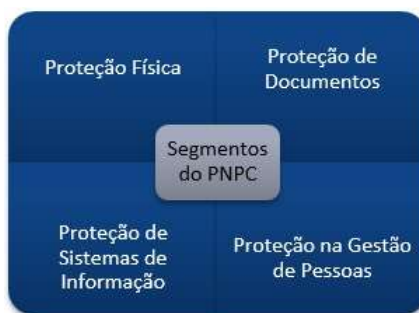 Proteção Física
Proteção de
Documentos
Segmentos
do PNPC
Proteção de
Sistemas de
Informação
Proteção na Gestão
de Pessoas